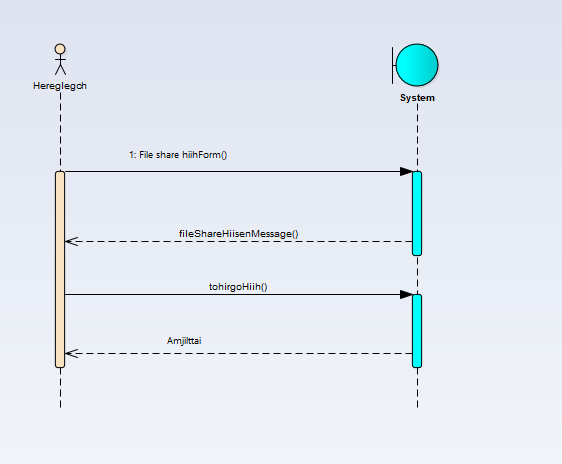 Hereglegch
System
1: File share hiihForm()
fileShareHiisenMessage()
tohirgoHiih()
Amjilttai